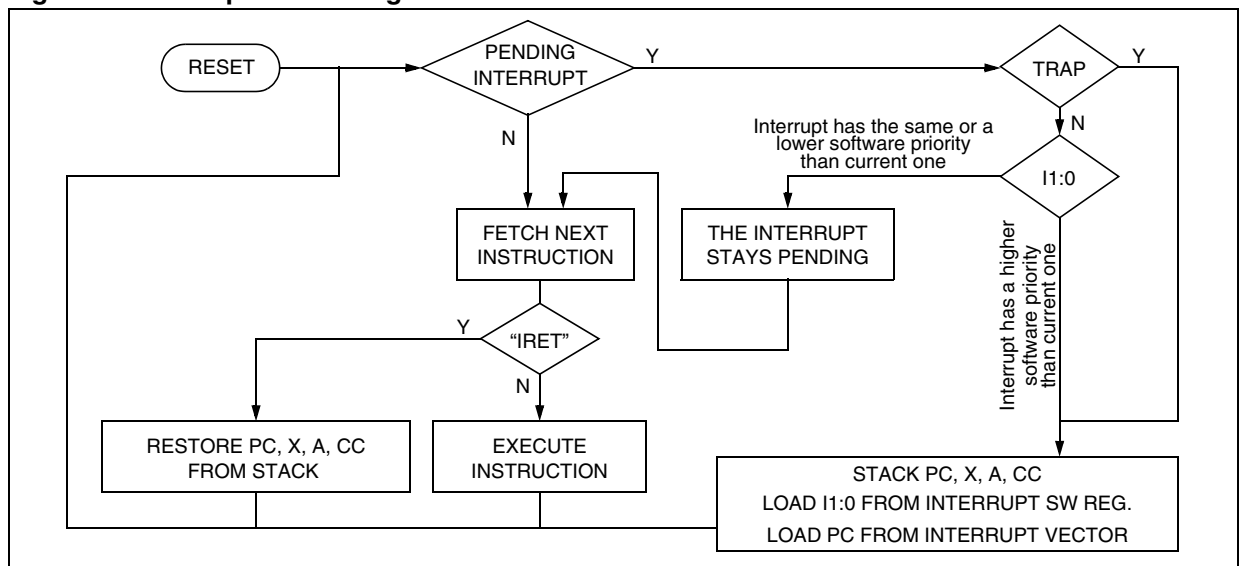 RESET
PENDING
INTERRUPT
Y
TRAP
Y
N
N
Interrupt has the same or a
lower software priority
than current one
I1:0
FETCH NEXT
INSTRUCTION
THE INTERRUPT
STAYS PENDING
Interrupt has a higher
software priority
than current one
Y
“IRET”
N
RESTORE PC, X, A, CC
FROM STACK
EXECUTE
INSTRUCTION
STACK PC, X, A, CC
LOAD I1:0 FROM INTERRUPT SW REG.
LOAD PC FROM INTERRUPT VECTOR